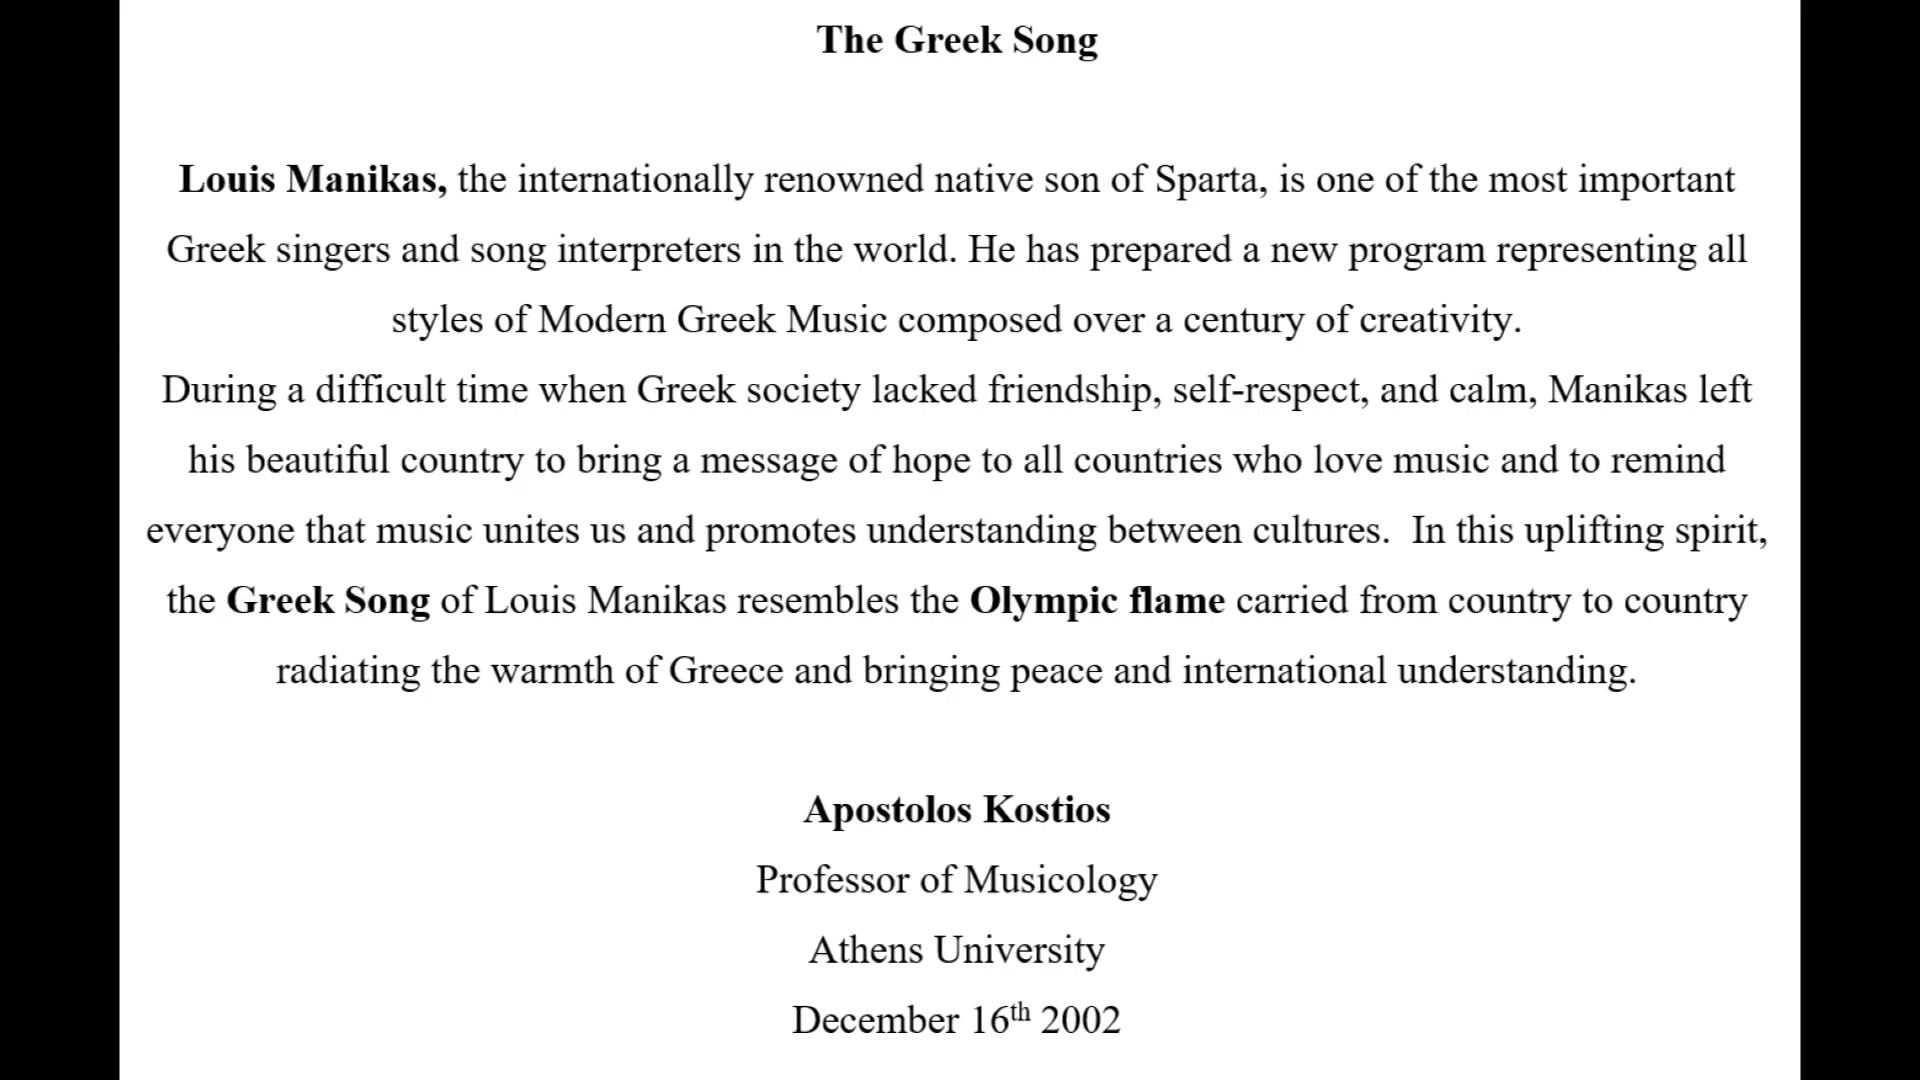 The Greek Song
Louis Manikas, the internationally renowned native son of Sparta, is one of the most important
Greek singers and song interpreters in the world. He has prepared a new program representing all
styles of Modern Greek Music composed over a century of creativity.
During a difficult time when Greek society lacked friendship, self-respect, and calm, Manikas left
his beautiful country to bring a message of hope to all countries who love music and to remind
everyone that music unites us and promotes understanding between cultures.  In this uplifting spirit,
the Greek Song of Louis Manikas resembles the Olympic flame carried from country to country
radiating the warmth of Greece and bringing peace and international understanding.
Apostolos Kostios
Professor of Musicology
Athens University
December 16th 2002